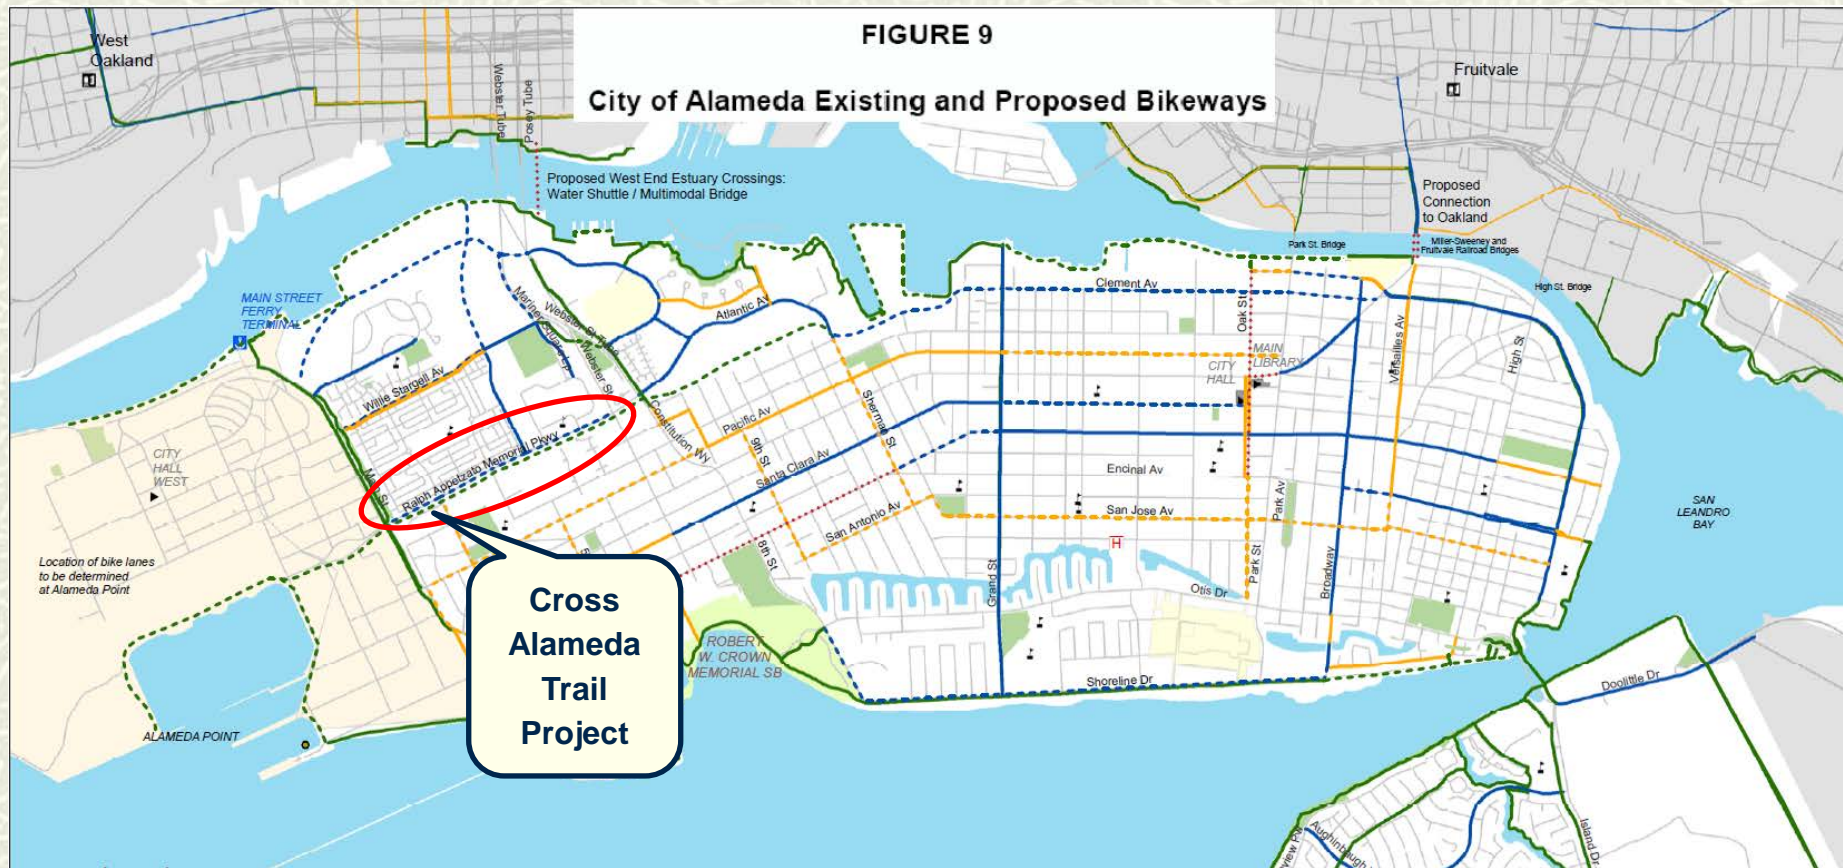 FIGURE 9
City of Alameda Existing and Proposed Bikeways
West
Oakland
Webster Tube
Posey Tube
Fruitvale
Proposed West End Estuary Crossings:
Water Shuttle / Multimodal Bridge
Proposed
Connection
to Oakland
Park St. Bridge
Miller-Sweeney and
Fruitvale Railroad Bridges
High St. Bridge
MAIN STREET
FERRY
TERMINAL
Mariner Square Lp
Webster St
Atlantic Av
Clement Av
Oak St
Versailles Av
High St
MAIN
LIBRARY
CITY
HALL
Willie Stargell Av
Constitution Wy
Pacific Av
Sherman St
9th St
Santa Clara Av
CITY
HALL
WEST
Main St
Ralph Appetzato Memorial Pkwy
Encinal Av
San Antonio Av
San Jose Av
Park Av
SAN
LEANDRO
BAY
H
Location of bike lanes
to be determined
at Alameda Point
8th St
Grand St
Otis Dr
Park St
Broadway
Cross
Alameda
Trail
Project
ROBERT
W. CROWN
MEMORIAL SB
Shoreline Dr
Doolittle Dr
ALAMEDA POINT
Island Dr